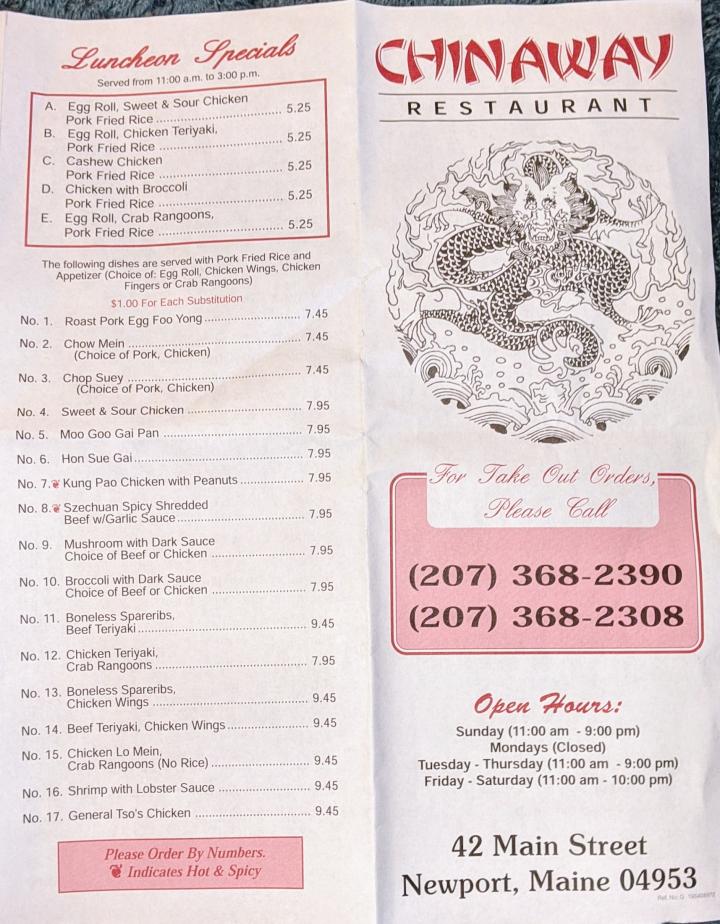 Luncheon Specials
Served from 11:00 a.m. to 3:00 p.m.
A. Egg Roll, Sweet & Sour Chicken
Pork Fried Rice .................................. 5.25
B. Egg Roll, Chicken Teriyaki,
Pork Fried Rice .................................. 5.25
C. Cashew Chicken
Pork Fried Rice .................................. 5.25
D. Chicken with Broccoli
Pork Fried Rice .................................. 5.25
E. Egg Roll, Crab Rangoons,
Pork Fried Rice .................................. 5.25
The following dishes are served with Pork Fried Rice and
Appetizer (Choice of: Egg Roll, Chicken Wings, Chicken
Fingers or Crab Rangoons)
$1.00 For Each Substitution
No. 1. Roast Pork Egg Foo Yong .......................... 7.45
No. 2. Chow Mein .............................................. 7.45
(Choice of Pork, Chicken)
No. 3. Chop Suey .............................................. 7.45
(Choice of Pork, Chicken)
No. 4. Sweet & Sour Chicken .............................. 7.95
No. 5. Moo Goo Gai Pan .................................... 7.95
No. 6. Hon Sue Gai ............................................ 7.95
No. 7. Kung Pao Chicken with Peanuts ................ 7.95
No. 8. Szechuan Spicy Shredded
Beef w/Garlic Sauce .................................. 7.95
No. 9. Mushroom with Dark Sauce
Choice of Beef or Chicken ......................... 7.95
No. 10. Broccoli with Dark Sauce
Choice of Beef or Chicken ......................... 7.95
No. 11. Boneless Spareribs,
Beef Teriyaki ............................................ 9.45
No. 12. Chicken Teriyaki,
Crab Rangoons ........................................ 7.95
No. 13. Boneless Spareribs,
Chicken Wings ......................................... 9.45
No. 14. Beef Teriyaki, Chicken Wings .................... 9.45
No. 15. Chicken Lo Mein,
Crab Rangoons (No Rice) .......................... 9.45
No. 16. Shrimp with Lobster Sauce ....................... 9.45
No. 17. General Tso's Chicken ............................. 9.45
Please Order By Numbers.
Indicates Hot & Spicy
CHINAWAY
RESTAURANT
For Take Out Orders,
Please Call
(207) 368-2390
(207) 368-2308
Open Hours:
Sunday (11:00 am - 9:00 pm)
Mondays (Closed)
Tuesday - Thursday (11:00 am - 9:00 pm)
Friday - Saturday (11:00 am - 10:00 pm)
42 Main Street
Newport, Maine 04953